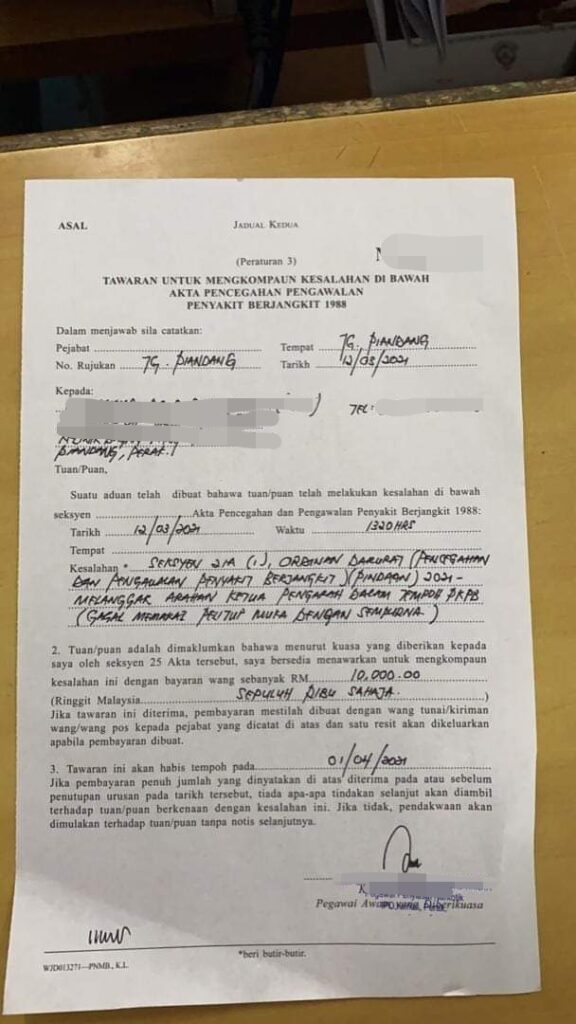 ASAL
JADUAL KEDUA
(Peraturan 3)
TAWARAN UNTUK MENGKOMPAUN KESALAHAN DI BAWAH
AKTA PENCEGAHAN PENGAWALAN
PENYAKIT BERJANGKIT 1988
Dalam menjawab sila catatkan:
Pejabat Tempat TG. PIANDANG
No. Rujukan TG. PIANDANG Tarikh 12/03/2021
Kepada:
TEL:
PIANDANG, PERAK.
Tuan/Puan,
Suatu aduan telah dibuat bahawa tuan/puan telah melakukan kesalahan di bawah
seksyen Akta Pencegahan dan Pengawalan Penyakit Berjangkit 1988:
Tarikh 12/03/2021 Waktu 1320HRS
Tempat
Kesalahan * SEKSYEN 21A (1), ORDINAN DARURAT (PENCEGAHAN
DAN PENGAWALAN PENYAKIT BERJANGKIT) (PINDAAN) 2021 -
MELANGGAR ARAHAN KETUA PENGARAH DALAM TEMPOH PKPB
(GAGAL MEMAKAI PELITUP MUKA DENGAN SEMPURNA)
2. Tuan/puan adalah dimaklumkan bahawa menurut kuasa yang diberikan kepada
saya oleh seksyen 25 Akta tersebut, saya bersedia menawarkan untuk mengkompaun
kesalahan ini dengan bayaran wang sebanyak RM 10,000.00
(Ringgit Malaysia SEPULUH RIBU SAHAJA. )
Jika tawaran ini diterima, pembayaran mestilah dibuat dengan wang tunai/kiriman
wang/wang pos kepada pejabat yang dicatat di atas dan satu resit akan dikeluarkan
apabila pembayaran dibuat.
3. Tawaran ini akan habis tempoh pada 01/04/2021
Jika pembayaran penuh jumlah yang dinyatakan di atas diterima pada atau sebelum
penutupan urusan pada tarikh tersebut, tiada apa-apa tindakan selanjut akan diambil
terhadap tuan/puan berkenaan dengan kesalahan ini. Jika tidak, pendakwaan akan
dimulakan terhadap tuan/puan tanpa notis selanjutnya.
Pegawai Awam yang Diberikuasa
*beri butir-butir.
WJD013271—PNMB., K.L.